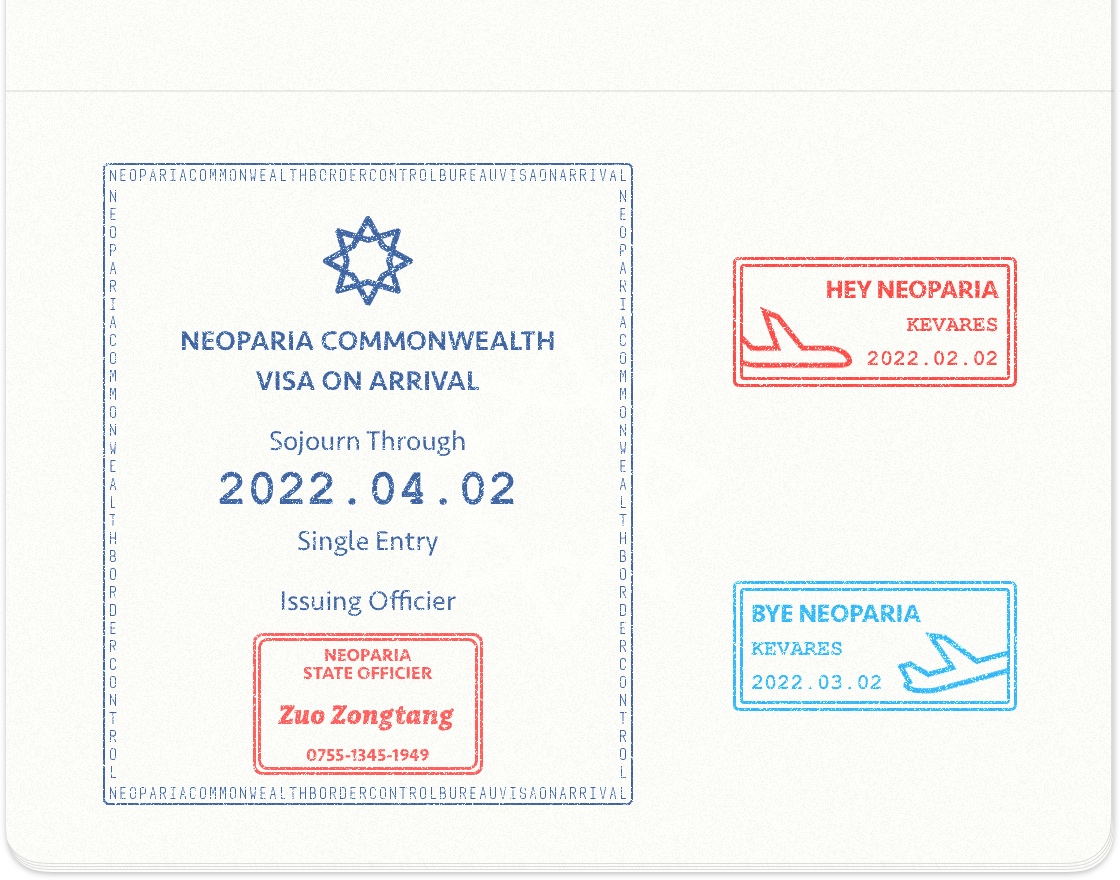 NEOPARIACOMMONWEALTHBORDERCONTROLBUREAUVISAONARRIVAL
NEOPARIACOMMONWEALTHBORDERCONTROL
NEOPARIA COMMONWEALTH
VISA ON ARRIVAL
Sojourn Through
2022.04.02
Single Entry
Issuing Officier
NEOPARIA
STATE OFFICIER
Zuo Zongtang
0755-1345-1949
NEOPARIACOMMONWEALTHBORDERCONTROL
NEOPARIACOMMONWEALTHBORDERCONTROLBUREAUVISAONARRIVAL
HEY NEOPARIA
KEVARES
2022.02.02
BYE NEOPARIA
KEVARES
2022.03.02